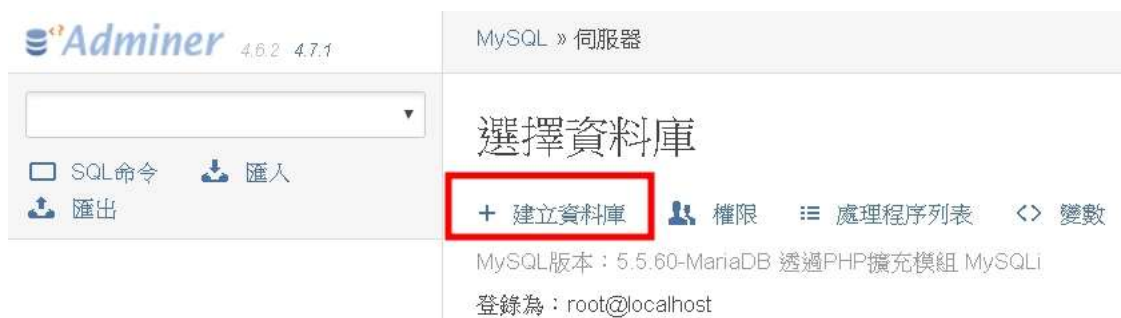 Adminer 4.6.2 4.7.1
MySQL » 伺服器
選擇資料庫
SQL命令 匯入
匯出
+ 建立資料庫 權限 處理程序列表 <> 變數
MySQL版本：5.5.60-MariaDB 透過PHP擴充模組 MySQLi
登錄為：root@localhost